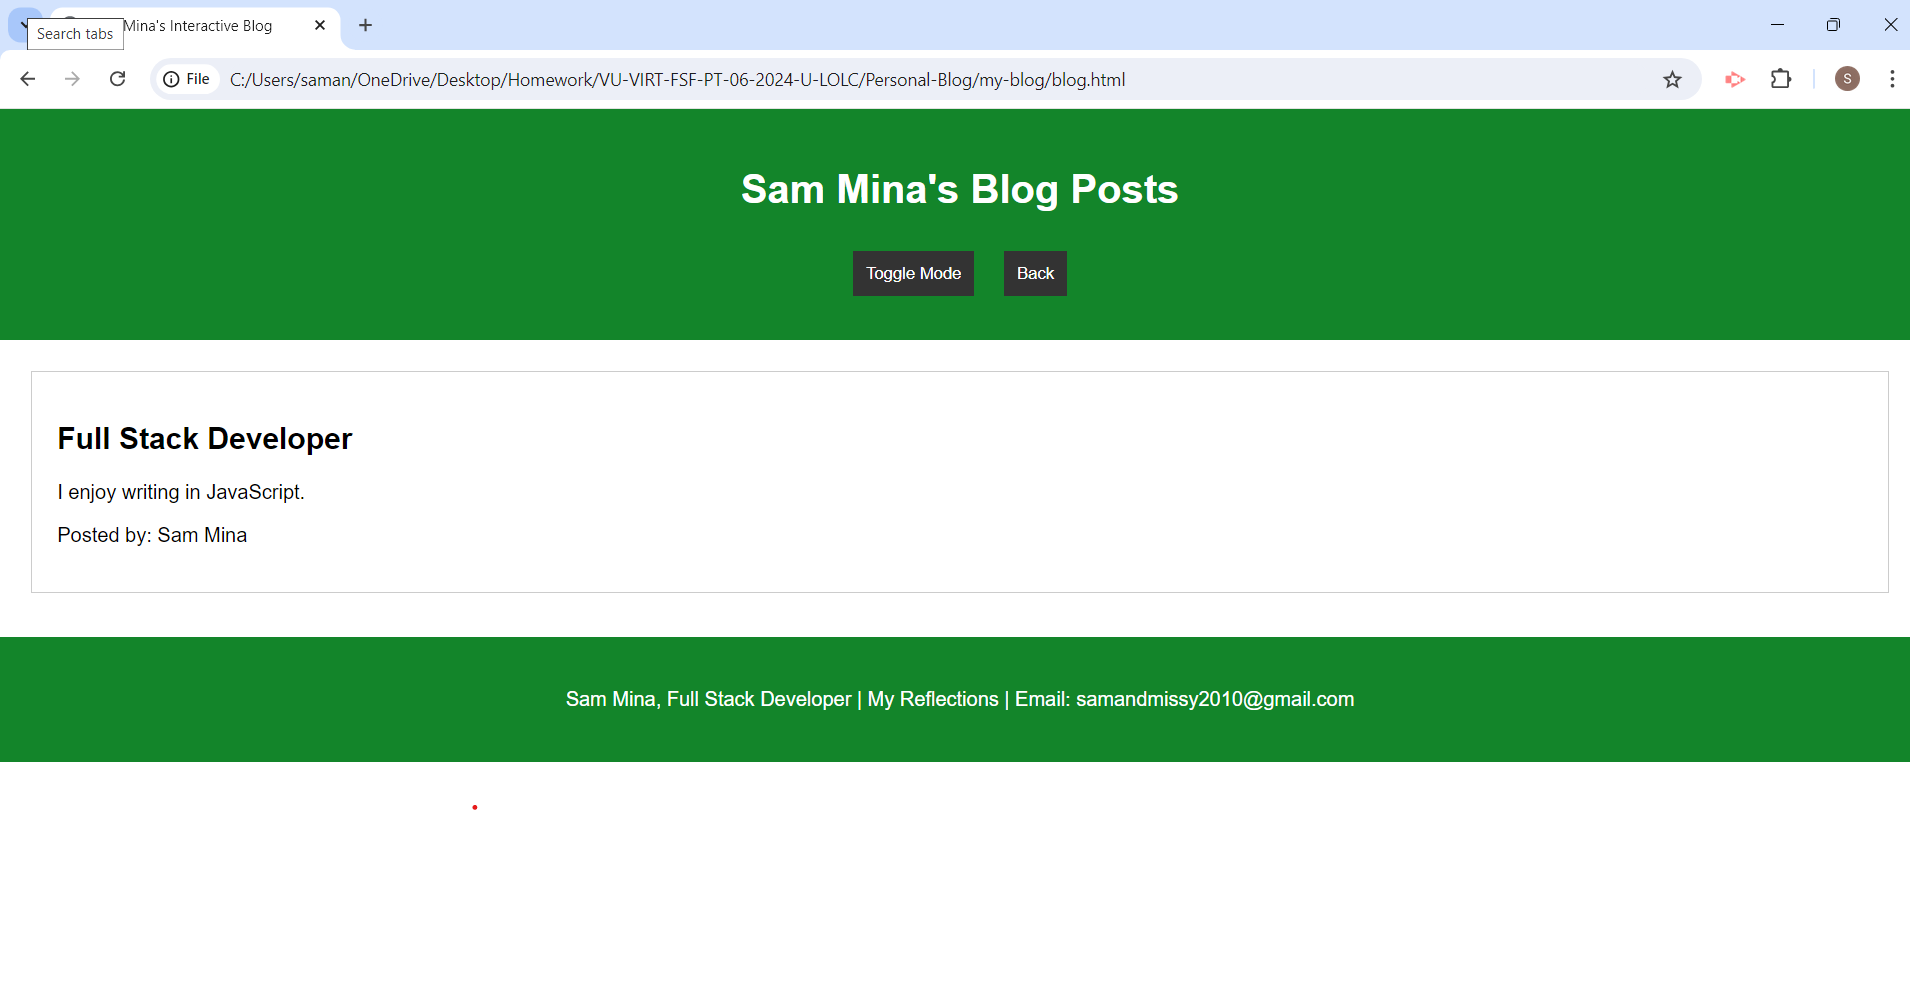 Search tabs
Mina's Interactive Blog
File
C:/Users/saman/OneDrive/Desktop/Homework/VU-VIRT-FSF-PT-06-2024-U-LOLC/Personal-Blog/my-blog/blog.html
S
Sam Mina's Blog Posts
Toggle Mode
Back
Full Stack Developer
I enjoy writing in JavaScript.
Posted by: Sam Mina
Sam Mina, Full Stack Developer | My Reflections | Email: samandmissy2010@gmail.com